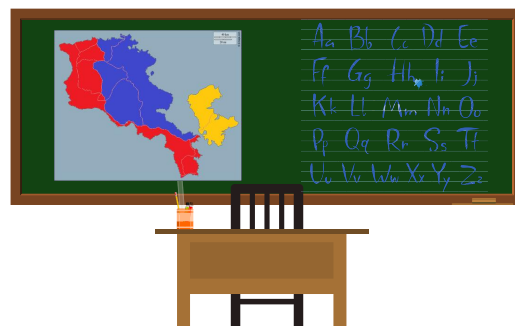 Aa Bb Cc Dd Ee
Ff Gg Hh Ii Jj
Kk Ll Mm Nn Oo
Pp Qq Rr Ss Tt
Uu Vv Ww Xx Yy Zz